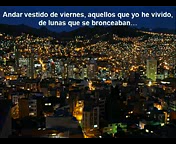 Andar vestido de viernes, aquellos que yo he vivido,
de lunas que se bronceaban...